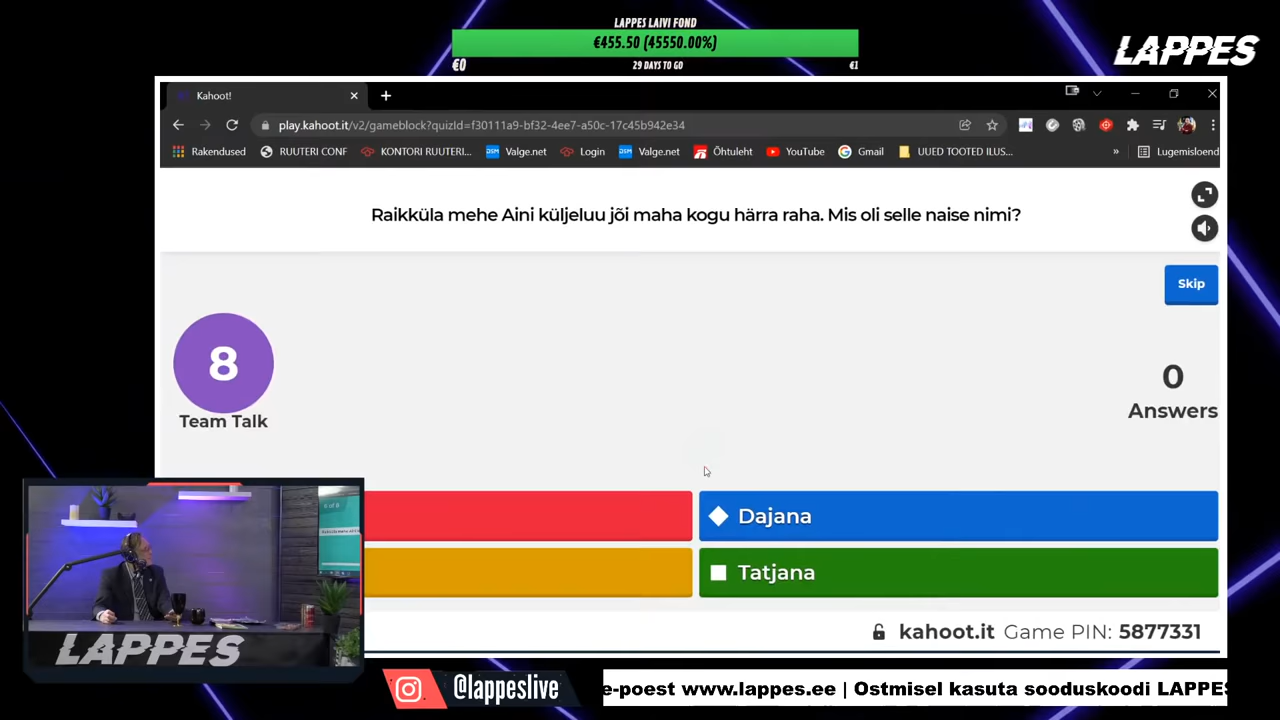 LAPPES LAIVI FOND
€455.50 (45550.00%)
€0
29 DAYS TO GO
€1
LAPPES
Kahoot!
play.kahoot.it/v2/gameblock?quizId=f30111a9-bf32-4ee7-a50c-17c45b942e34
Rakendused
RUUTERI CONF
KONTORI RUUTERI...
Valge.net
Login
Valge.net
Õhtuleht
YouTube
Gmail
UUED TOOTED ILUS...
»
Lugemisloend
Raikküla mehe Aini küljeluu jõi maha kogu härra raha. Mis oli selle naise nimi?
Skip
8
Team Talk
0
Answers
Dajana
Tatjana
LAPPES
kahoot.it Game PIN: 5877331
@lappeslive
e-poest www.lappes.ee | Ostmisel kasuta sooduskoodi LAPPES